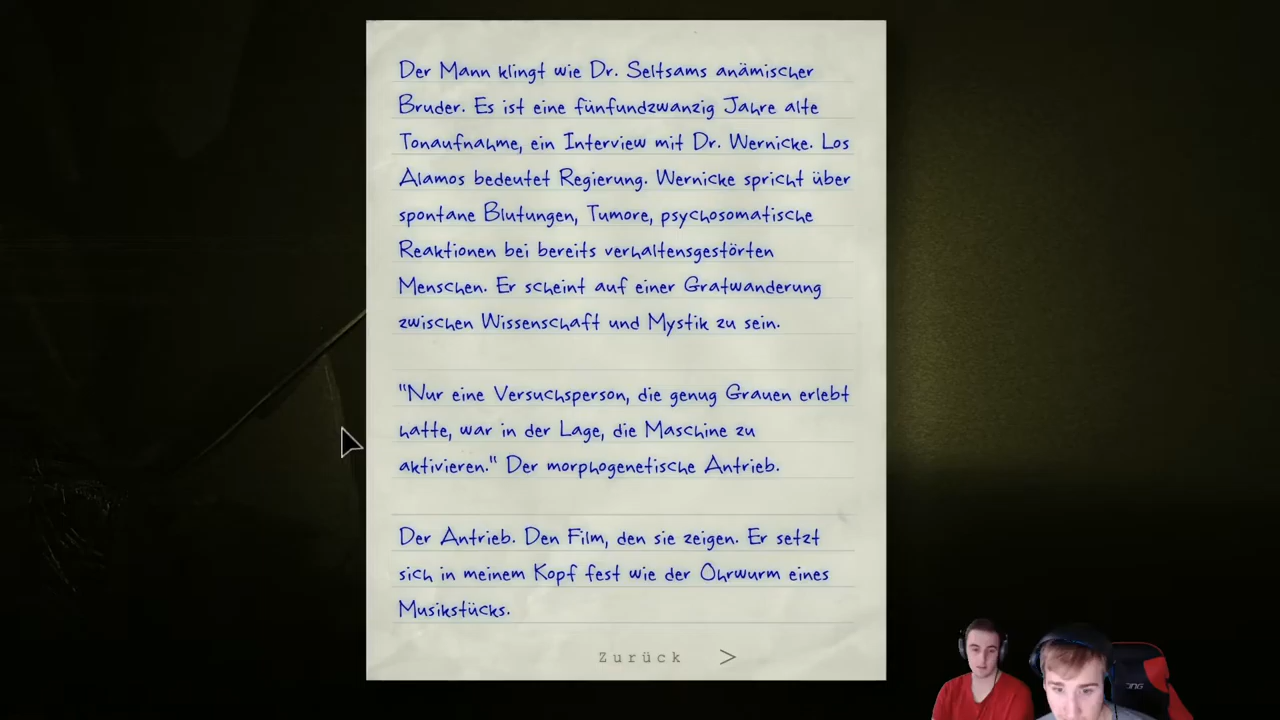 Der Mann klingt wie Dr. Seltsams anämischer
Bruder. Es ist eine fünfundzwanzig Jahre alte
Tonaufnahme, ein Interview mit Dr. Wernicke. Los
Alamos bedeutet Regierung. Wernicke spricht über
spontane Blutungen, Tumore, psychosomatische
Reaktionen bei bereits verhaltensgestörten
Menschen. Er scheint auf einer Gratwanderung
zwischen Wissenschaft und Mystik zu sein.
"Nur eine Versuchsperson, die genug Grauen erlebt
hatte, war in der Lage, die Maschine zu
aktivieren." Der morphogenetische Antrieb.
Der Antrieb. Den Film, den sie zeigen. Er setzt
sich in meinem Kopf fest wie der Ohrwurm eines
Musikstücks.
Zurück >